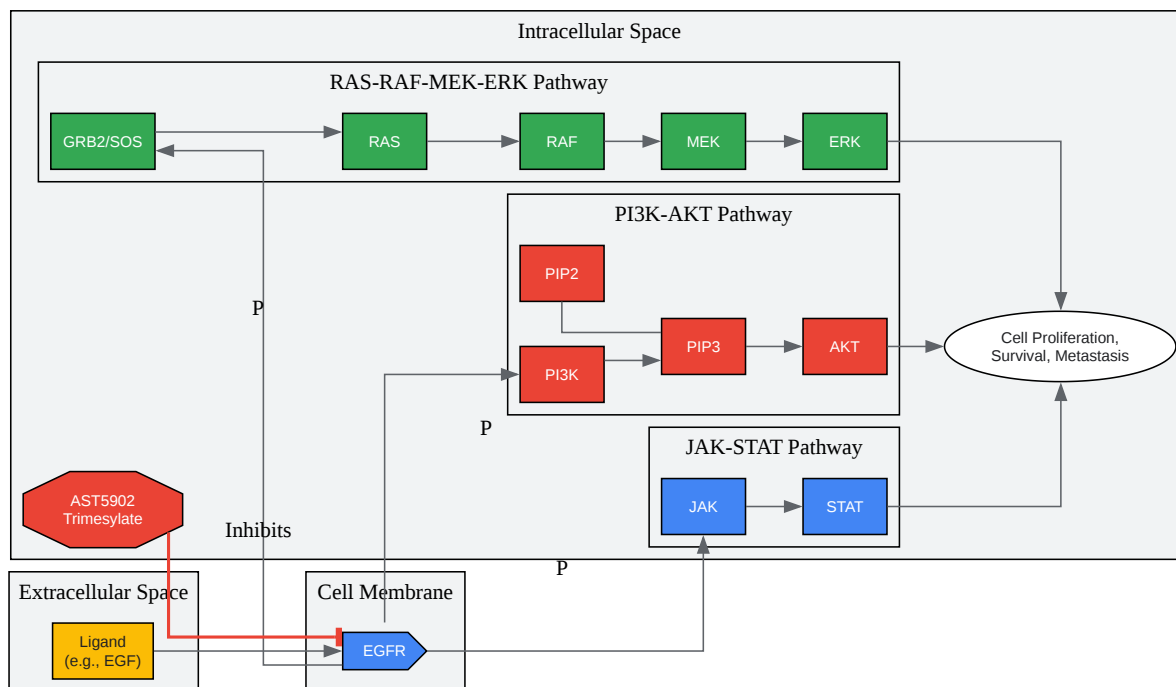 Intracellular Space
RAS-RAF-MEK-ERK Pathway
GRB2/SOS
RAS
RAF
MEK
ERK
PI3K-AKT Pathway
PIP2
P
PIP3
AKT
Cell Proliferation,
Survival, Metastasis
PI3K
P
JAK-STAT Pathway
JAK
STAT
AST5902
Trimesylate
Inhibits
P
Extracellular Space
Ligand
(e.g., EGF)
Cell Membrane
EGFR